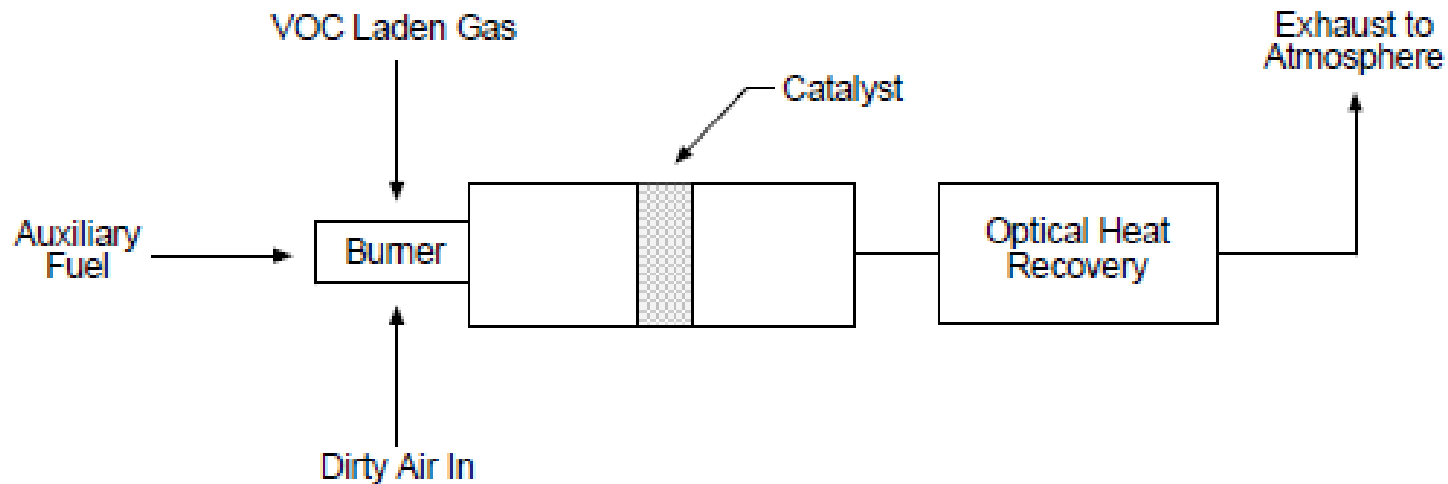 VOC Laden Gas
Exhaust to
Atmosphere
Catalyst
Auxiliary
Fuel
Burner
Optical Heat
Recovery
Dirty Air In